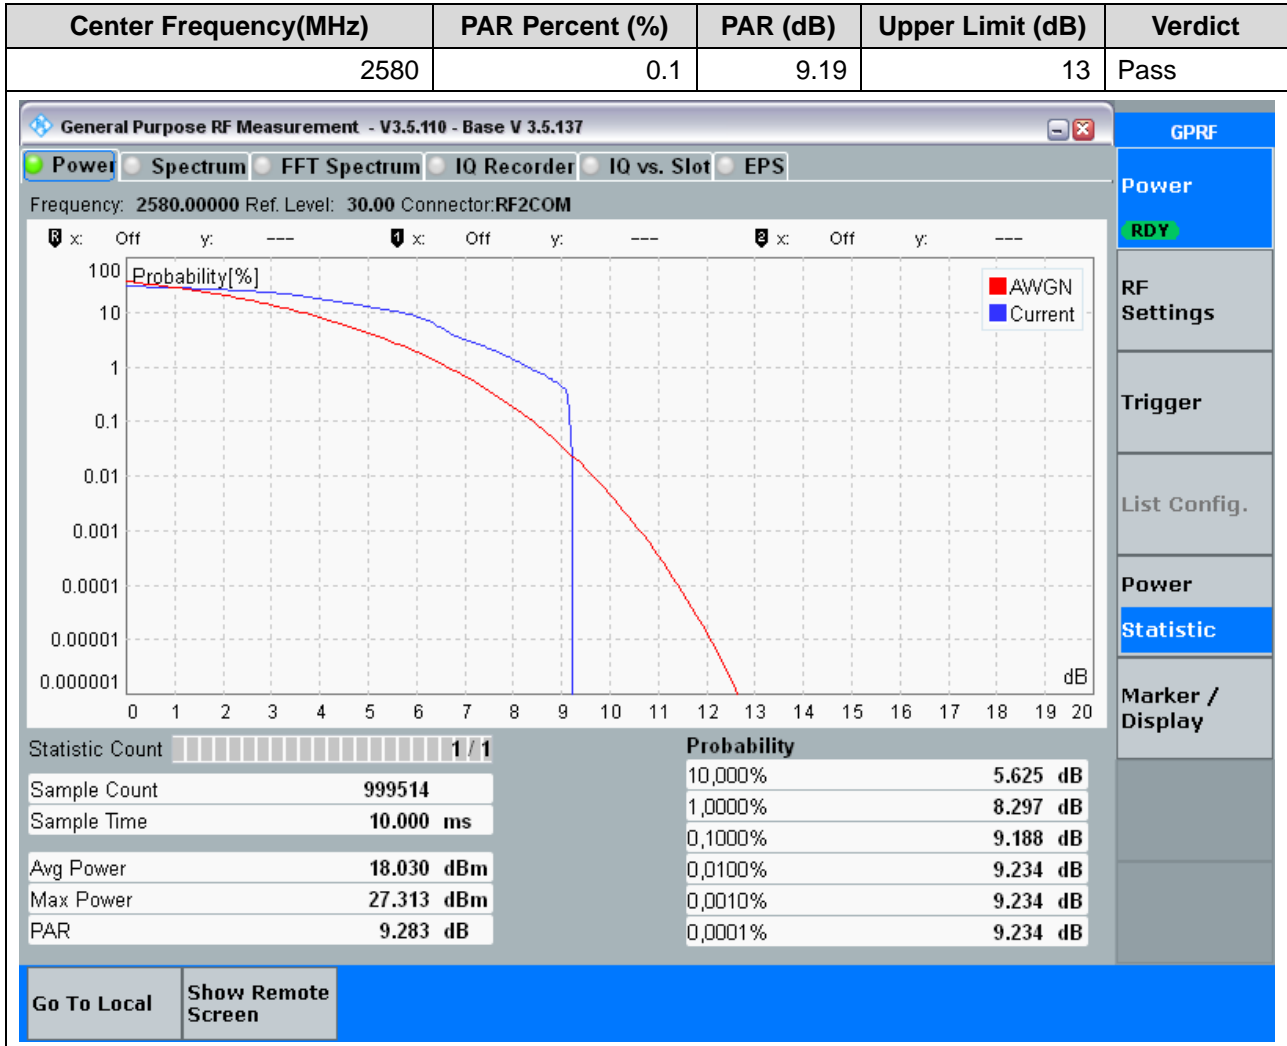 Center Frequency(MHz) PAR Percent (%) PAR (dB) Upper Limit (dB) Verdict
2580 0.1 9.19 13 Pass
General Purpose RF Measurement - V3.5.110 - Base V 3.5.137
GPRF
Power Spectrum FFT Spectrum IQ Recorder IQ vs. Slot EPS
Power
RDY
Frequency: 2580.00000 Ref. Level: 30.00 Connector:RF2COM
R x: Off y: --- 1 x: Off y: --- 2 x: Off y: ---
Probability[%]
AWGN
Current
100
10
1
0.1
0.01
0.001
0.0001
0.00001
0.000001
dB
0 1 2 3 4 5 6 7 8 9 10 11 12 13 14 15 16 17 18 19 20
RF
Settings
Trigger
List Config.
Power
Statistic
Marker /
Display
Statistic Count 1 / 1
Sample Count 999514
Sample Time 10.000 ms
Avg Power 18.030 dBm
Max Power 27.313 dBm
PAR 9.283 dB
Probability
10,000% 5.625 dB
1,0000% 8.297 dB
0,1000% 9.188 dB
0,0100% 9.234 dB
0,0010% 9.234 dB
0,0001% 9.234 dB
Go To Local
Show Remote
Screen